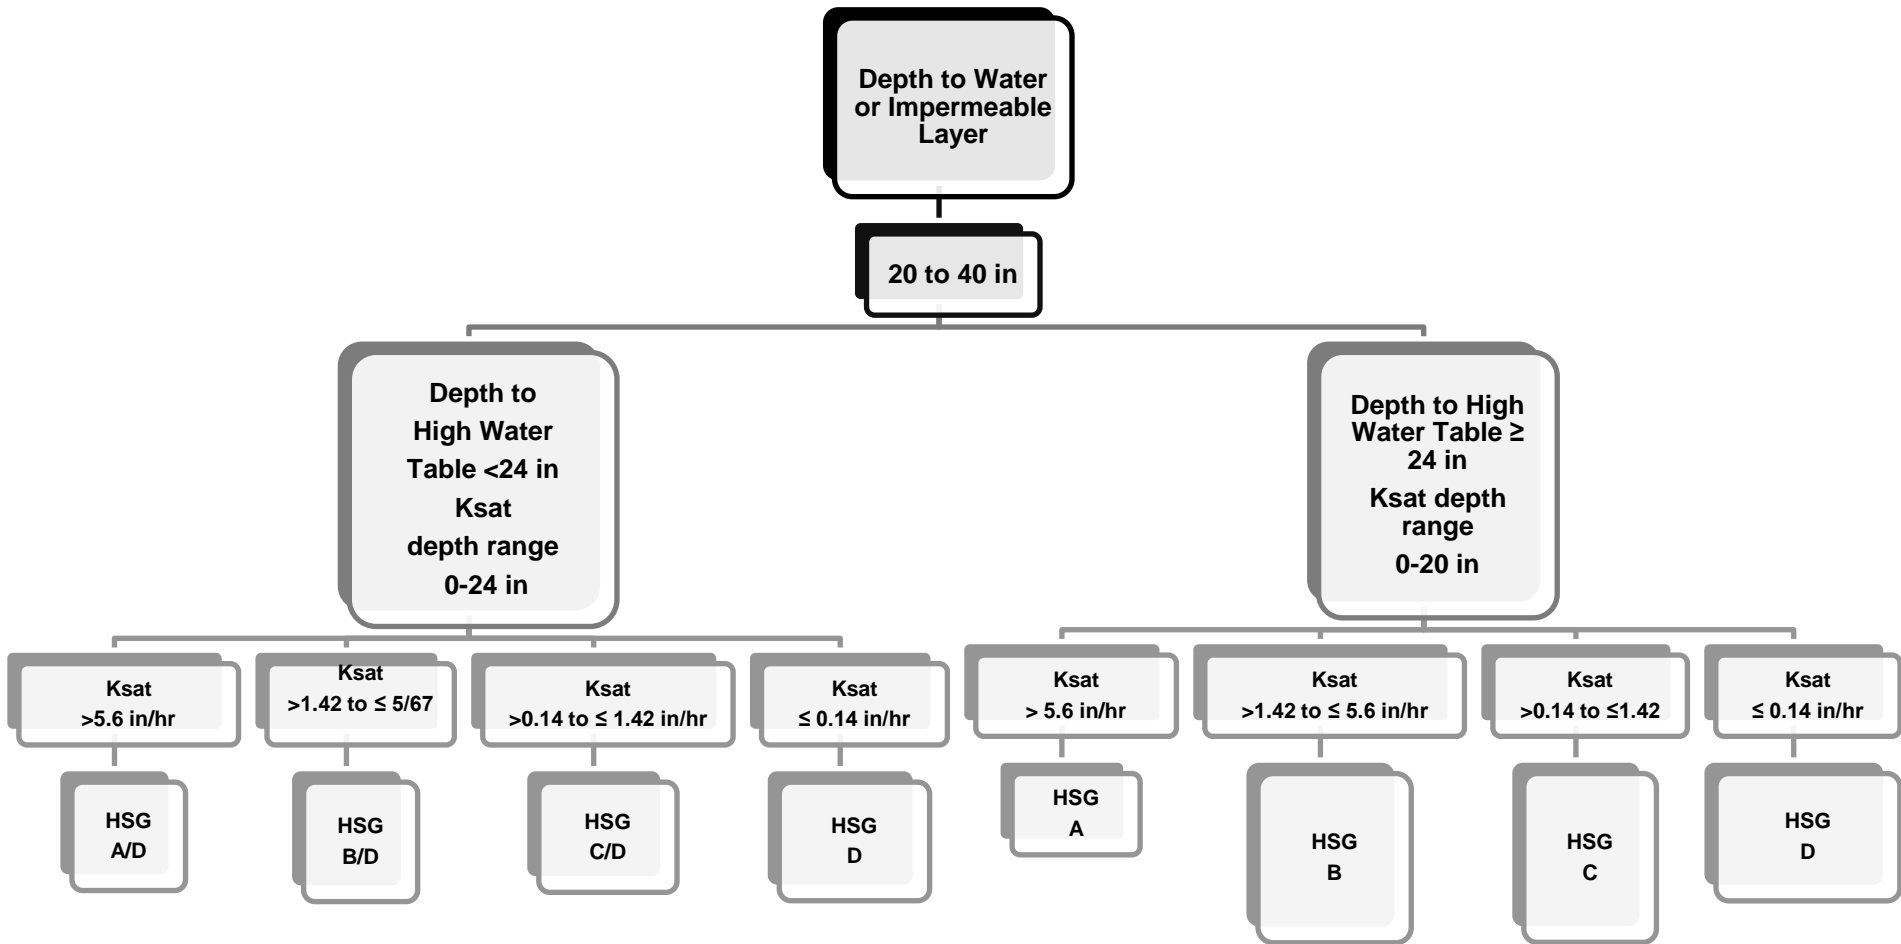 Depth to Water
or Impermeable
Layer
20 to 40 in
Depth to
High Water
Table <24 in
Ksat
depth range
0-24 in
Depth to High
Water Table ≥
24 in
Ksat depth
range
0-20 in
Ksat
>5.6 in/hr
Ksat
>1.42 to ≤ 5/67
Ksat
>0.14 to ≤ 1.42 in/hr
Ksat
≤ 0.14 in/hr
Ksat
> 5.6 in/hr
Ksat
>1.42 to ≤ 5.6 in/hr
Ksat
>0.14 to ≤1.42
Ksat
≤ 0.14 in/hr
HSG
A/D
HSG
B/D
HSG
C/D
HSG
D
HSG
A
HSG
B
HSG
C
HSG
D